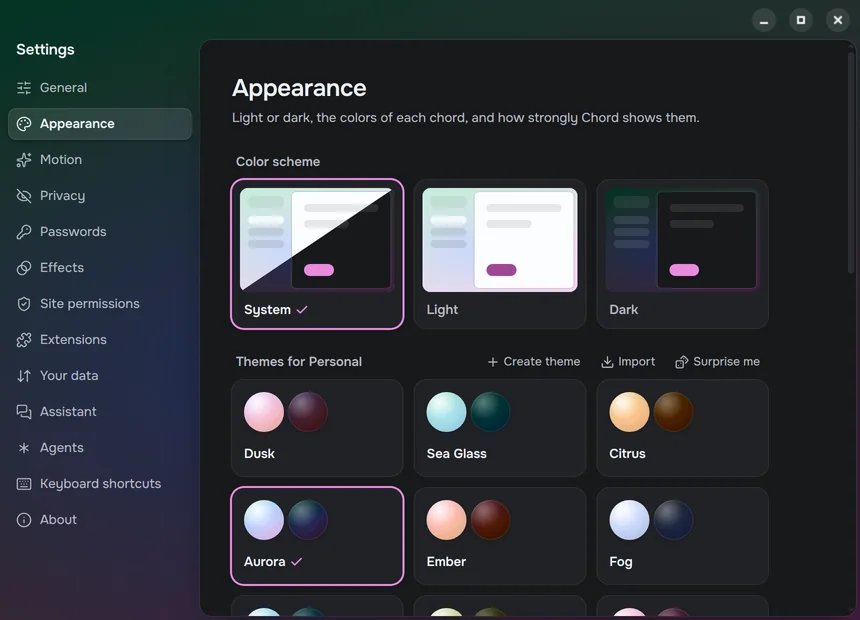 Settings
General
Appearance
Motion
Privacy
Passwords
Effects
Site permissions
Extensions
Your data
Assistant
Agents
Keyboard shortcuts
About
Appearance
Light or dark, the colors of each chord, and how strongly Chord shows them.
Color scheme
System
Light
Dark
Themes for Personal
Create theme
Import
Surprise me
Dusk
Sea Glass
Citrus
Aurora
Ember
Fog